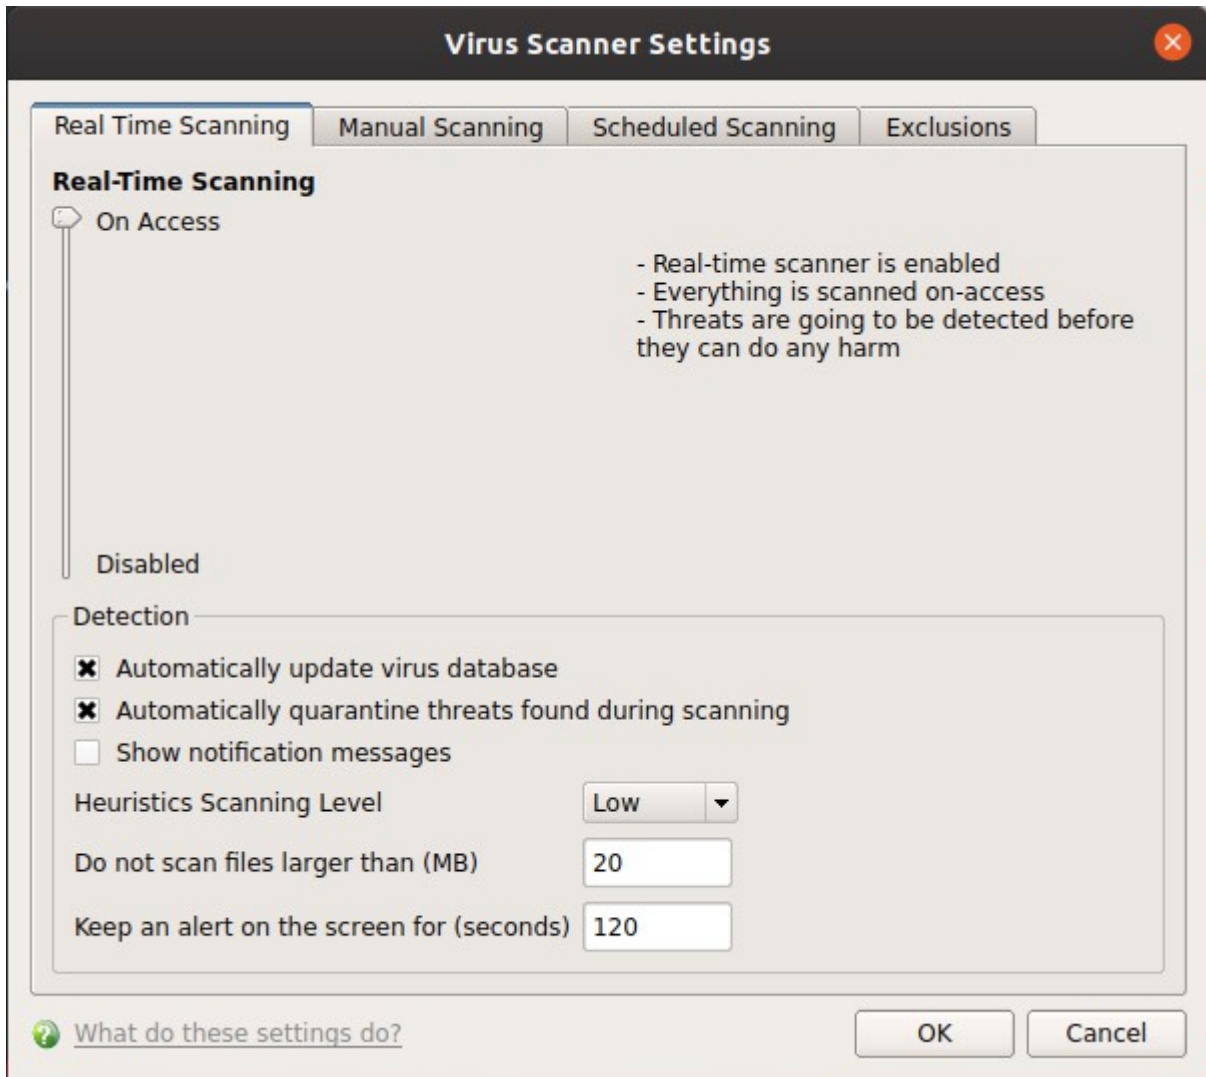 Virus Scanner Settings
Real Time Scanning
Manual Scanning
Scheduled Scanning
Exclusions
Real-Time Scanning
On Access
- Real-time scanner is enabled
- Everything is scanned on-access
- Threats are going to be detected before
they can do any harm
Disabled
Detection
Automatically update virus database
Automatically quarantine threats found during scanning
Show notification messages
Heuristics Scanning Level
Low
Do not scan files larger than (MB)
20
Keep an alert on the screen for (seconds)
120
What do these settings do?
OK
Cancel